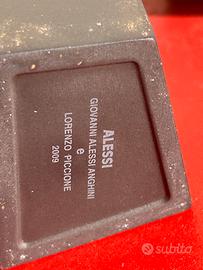 ALESSI
GIOVANNI ALESSI ANGHINI
e
LORENZO PICCIONE
2009
subito